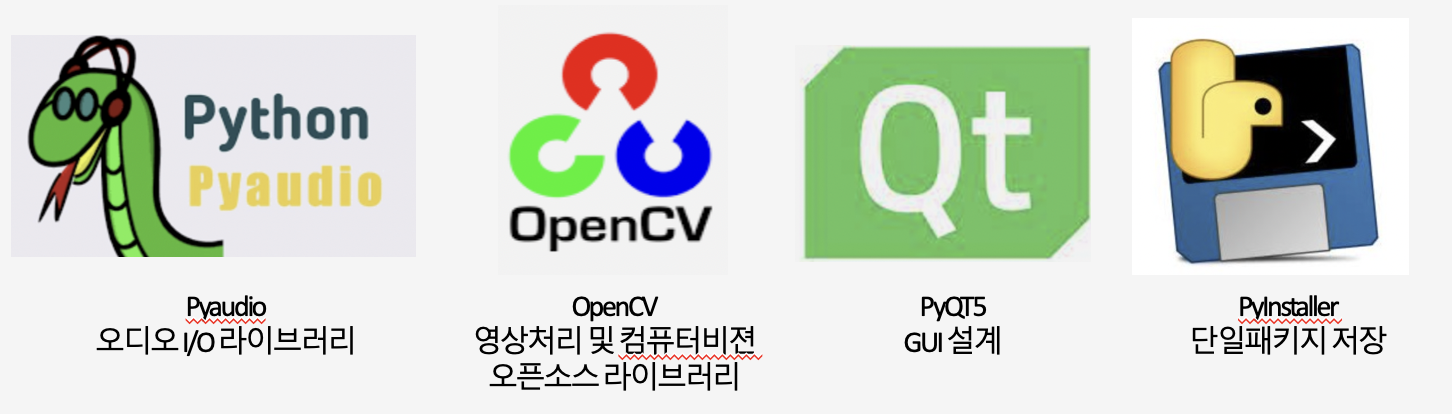 Python
Pyaudio
OpenCV
Qt
Pyaudio
오디오 I/O 라이브러리
OpenCV
영상처리 및 컴퓨터비젼
오픈소스 라이브러리
PyQT5
GUI 설계
PyInstaller
단일패키지 저장